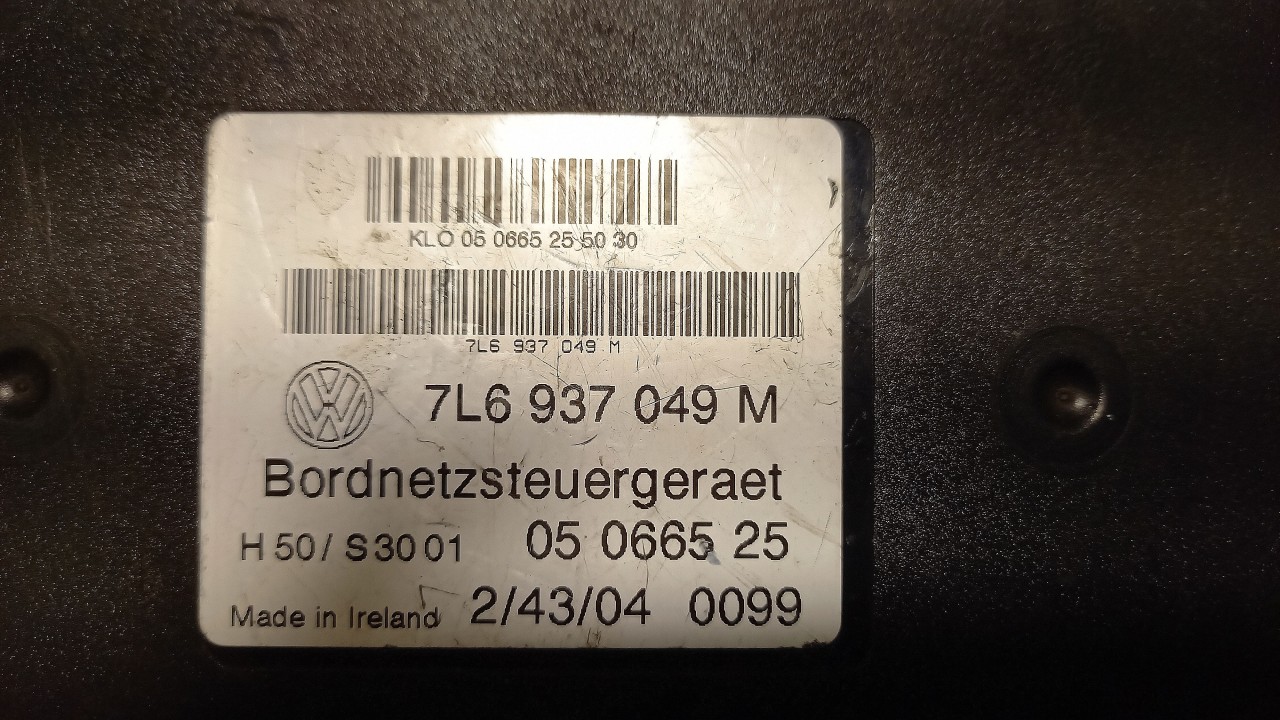 KLO 05 0665 25 50 30
7L6 937 049 M
7L6 937 049 M
Bordnetzsteuergeraet
H 50 / S 30 01 05 0665 25
Made in Ireland 2/43/04 0099